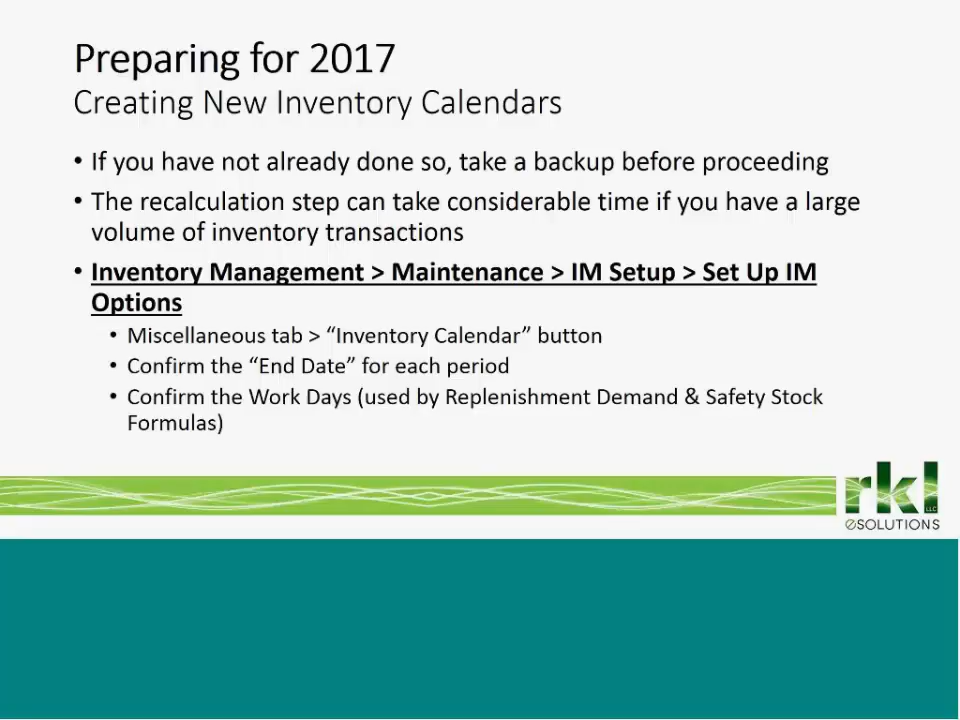 Preparing for 2017
Creating New Inventory Calendars
• If you have not already done so, take a backup before proceeding
• The recalculation step can take considerable time if you have a large
volume of inventory transactions
• Inventory Management > Maintenance > IM Setup > Set Up IM
Options
• Miscellaneous tab > “Inventory Calendar” button
• Confirm the “End Date” for each period
• Confirm the Work Days (used by Replenishment Demand & Safety Stock
Formulas)
rkl
LLC
eSOLUTIONS